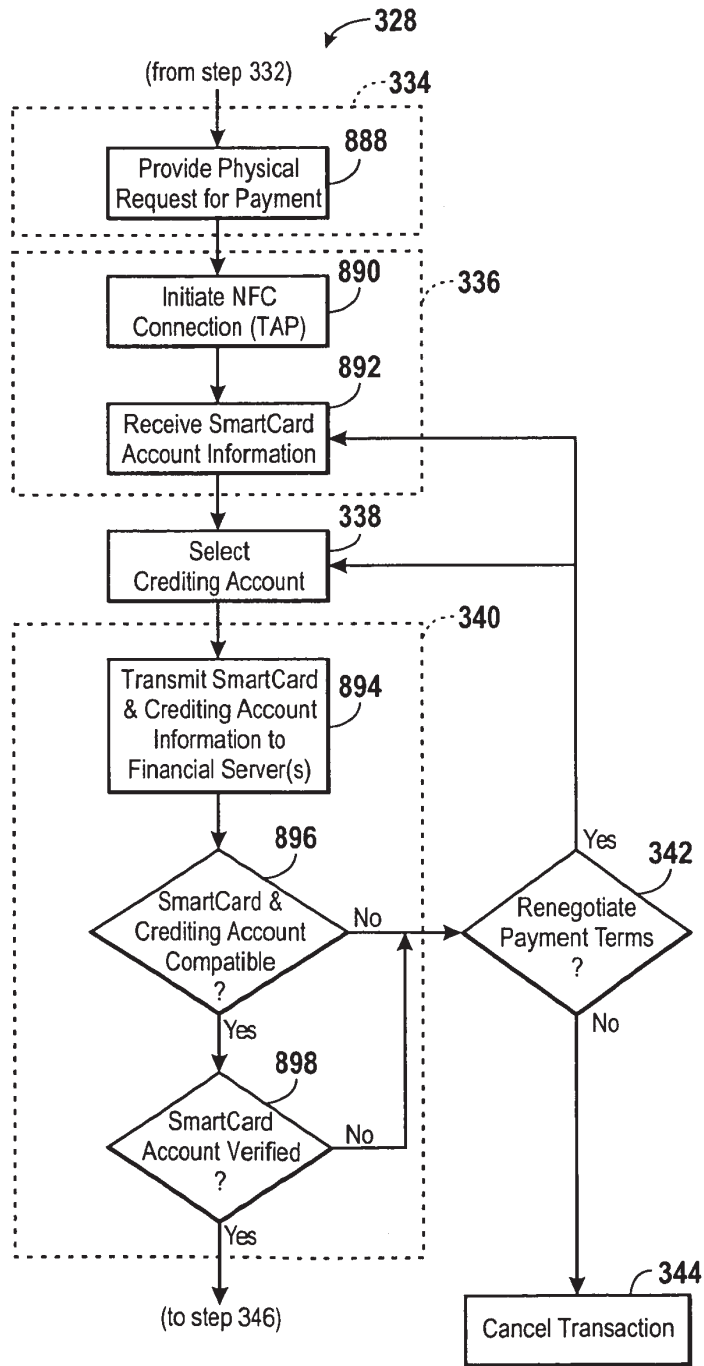 328
(from step 332)
334
888
Provide Physical
Request for Payment
336
890
Initiate NFC
Connection (TAP)
892
Receive SmartCard
Account Information
338
Select
Crediting Account
340
Transmit SmartCard
& Crediting Account
Information to
Financial Server(s)
894
896
SmartCard &
Crediting Account
Compatible
?
No
Yes
342
Renegotiate
Payment Terms
?
Yes
No
898
SmartCard
Account Verified
?
No
Yes
(to step 346)
344
Cancel Transaction